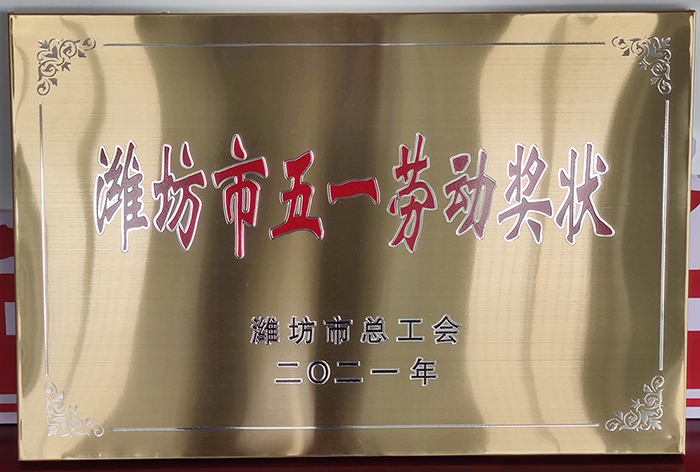 潍坊市五一劳动奖状
潍坊市总工会
二〇二一年